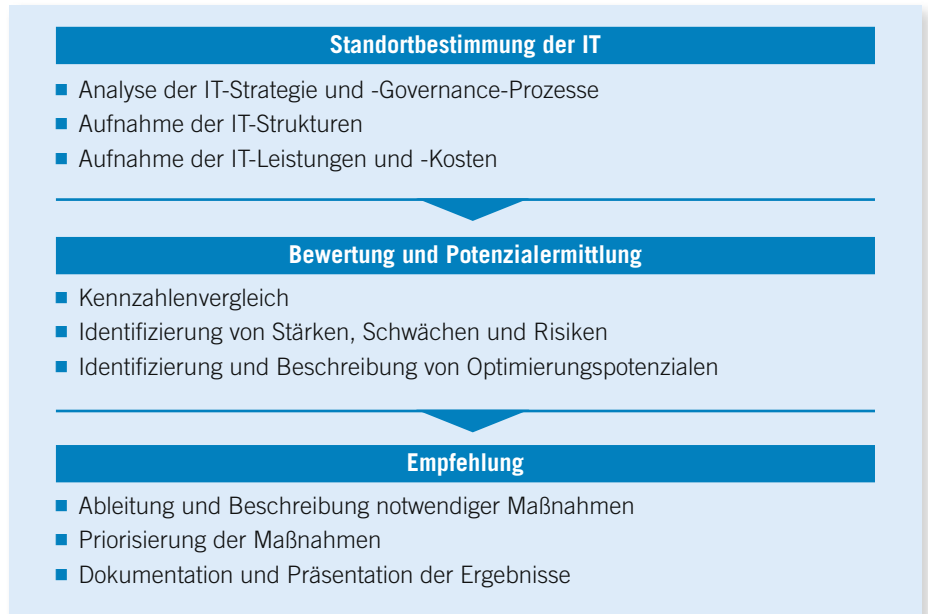 Standortbestimmung der IT
Analyse der IT-Strategie und -Governance-Prozesse
Aufnahme der IT-Strukturen
Aufnahme der IT-Leistungen und -Kosten
Bewertung und Potenzialermittlung
Kennzahlenvergleich
Identifizierung von Stärken, Schwächen und Risiken
Identifizierung und Beschreibung von Optimierungspotenzialen
Empfehlung
Ableitung und Beschreibung notwendiger Maßnahmen
Priorisierung der Maßnahmen
Dokumentation und Präsentation der Ergebnisse